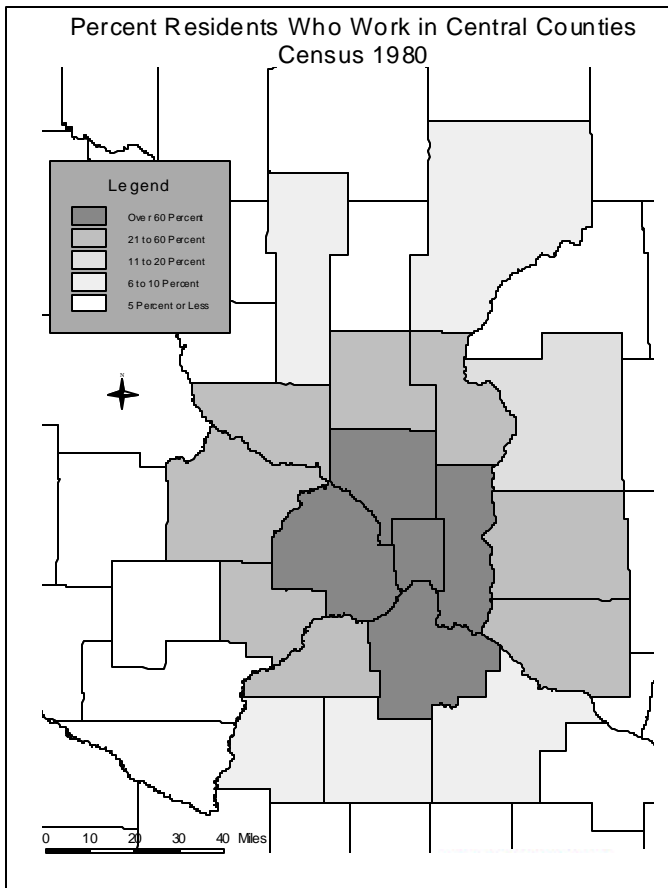 Percent Residents Who Work in Central Counties
Census 1980
Legend
Over 60 Percent
21 to 60 Percent
11 to 20 Percent
6 to 10 Percent
5 Percent or Less
N
0 10 20 30 40 Miles